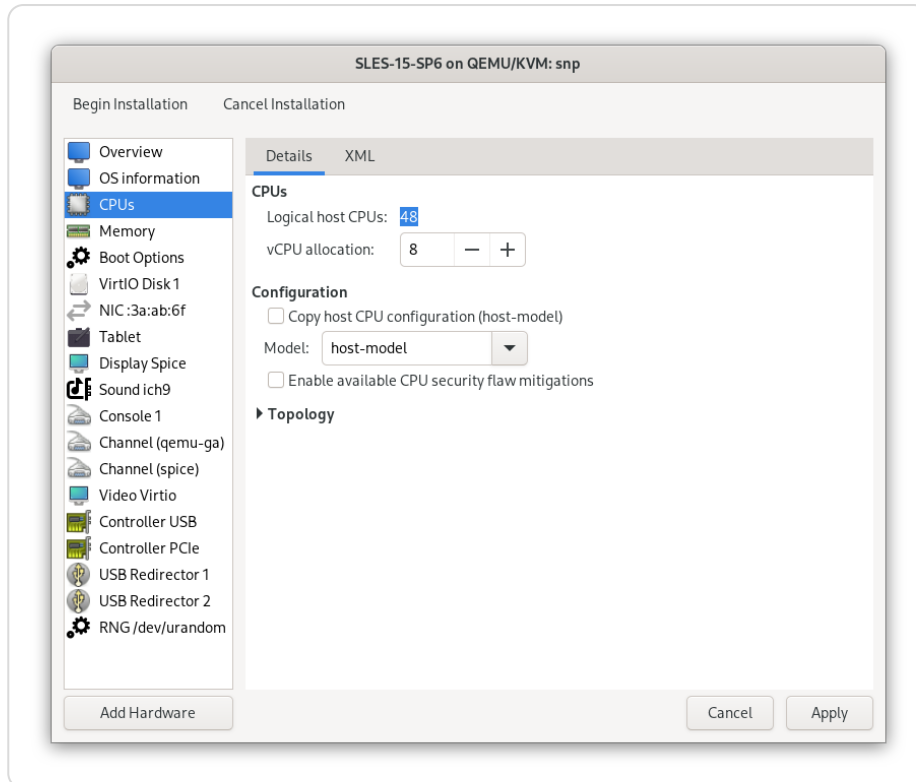 SLES-15-SP6 on QEMU/KVM: snp
Begin Installation Cancel Installation
Overview
OS information
CPUs
Memory
Boot Options
VirtIO Disk 1
NIC :3a:ab:6f
Tablet
Display Spice
Sound ich9
Console 1
Channel (qemu-ga)
Channel (spice)
Video Virtio
Controller USB
Controller PCIe
USB Redirector 1
USB Redirector 2
RNG /dev/urandom
Add Hardware
Details XML
CPUs
Logical host CPUs: 48
vCPU allocation: 8
Configuration
Copy host CPU configuration (host-model)
Model: host-model
Enable available CPU security flaw mitigations
Topology
Cancel Apply